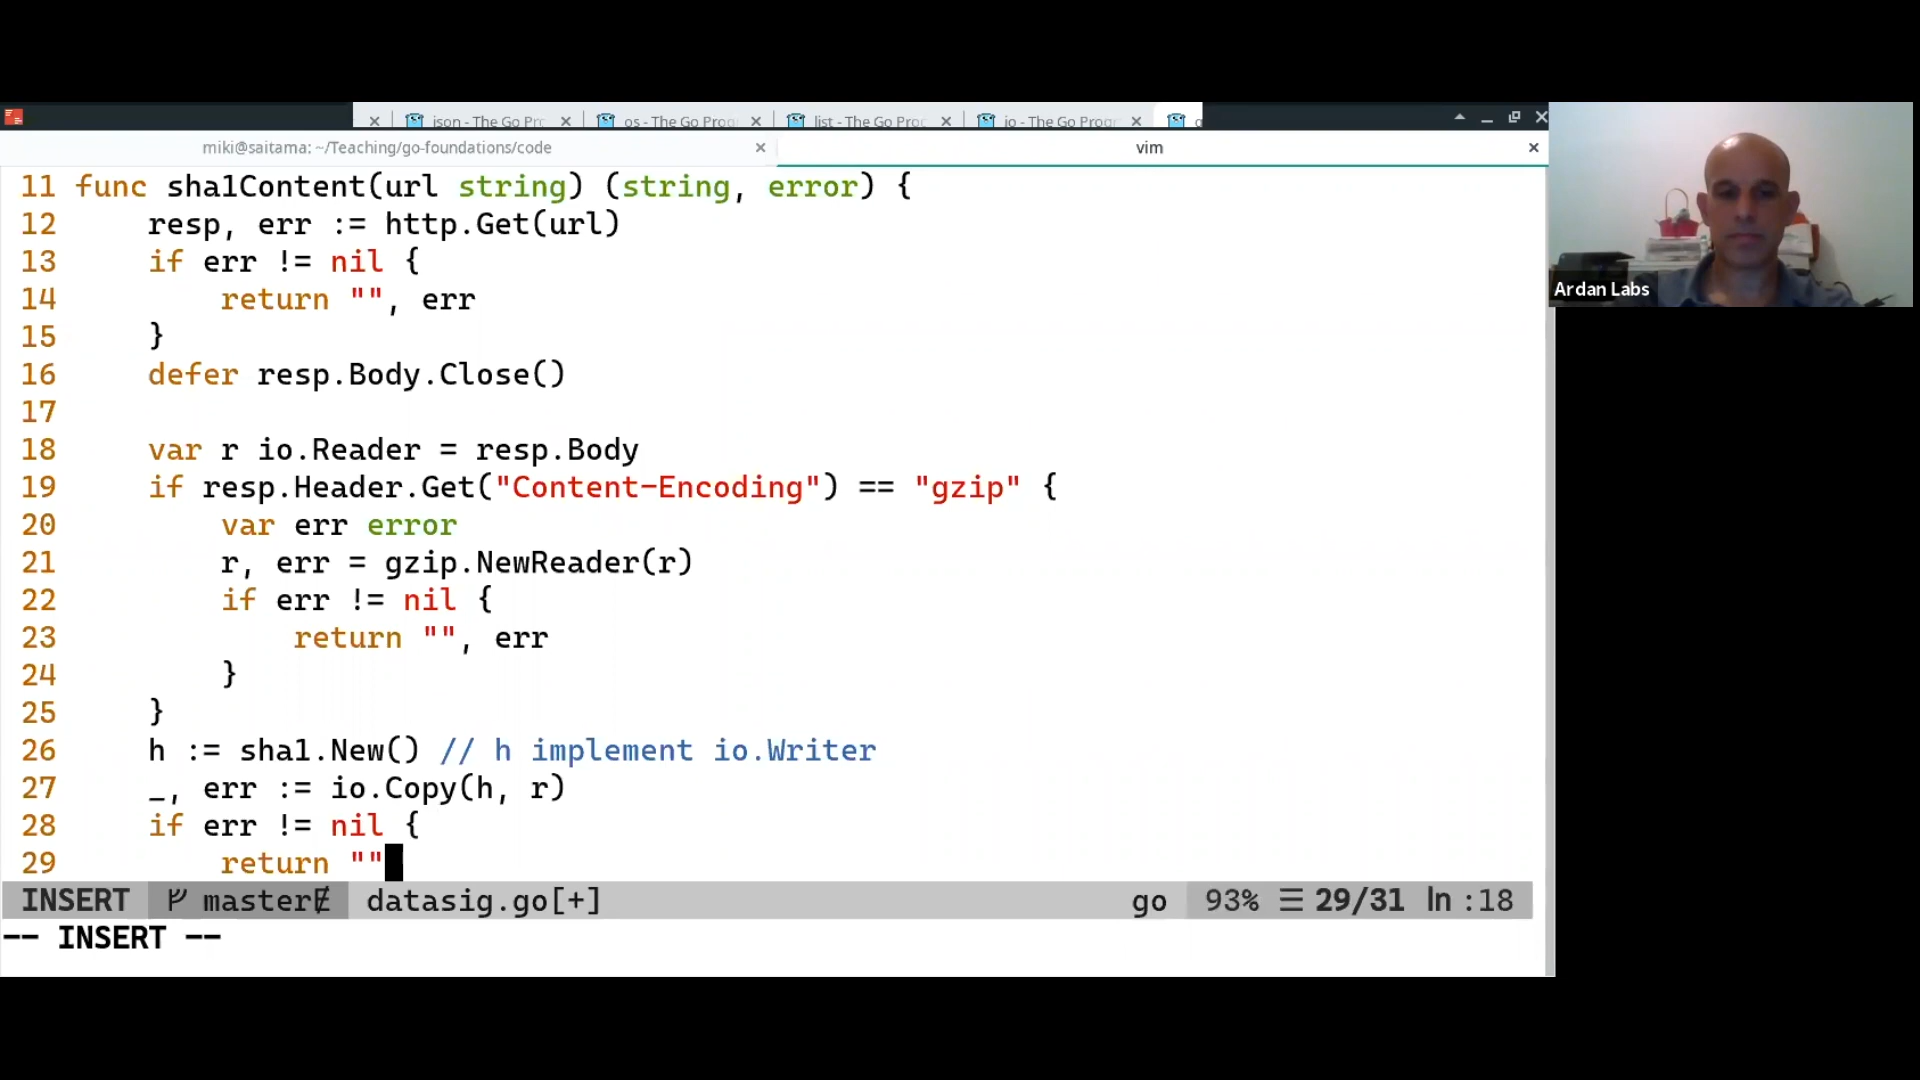 json - The Go Pr
os - The Go Prog
list - The Go Proc
io - The Go Progr
miki@saitama: ~/Teaching/go-foundations/code
vim
11 func sha1Content(url string) (string, error) {
12 resp, err := http.Get(url)
13 if err != nil {
14 return "", err
15 }
16 defer resp.Body.Close()
17
18 var r io.Reader = resp.Body
19 if resp.Header.Get("Content-Encoding") == "gzip" {
20 var err error
21 r, err = gzip.NewReader(r)
22 if err != nil {
23 return "", err
24 }
25 }
26 h := sha1.New() // h implement io.Writer
27 _, err := io.Copy(h, r)
28 if err != nil {
29 return ""
INSERT master datasig.go[+] go 93% ☰ 29/31 ln :18
-- INSERT --
Ardan Labs